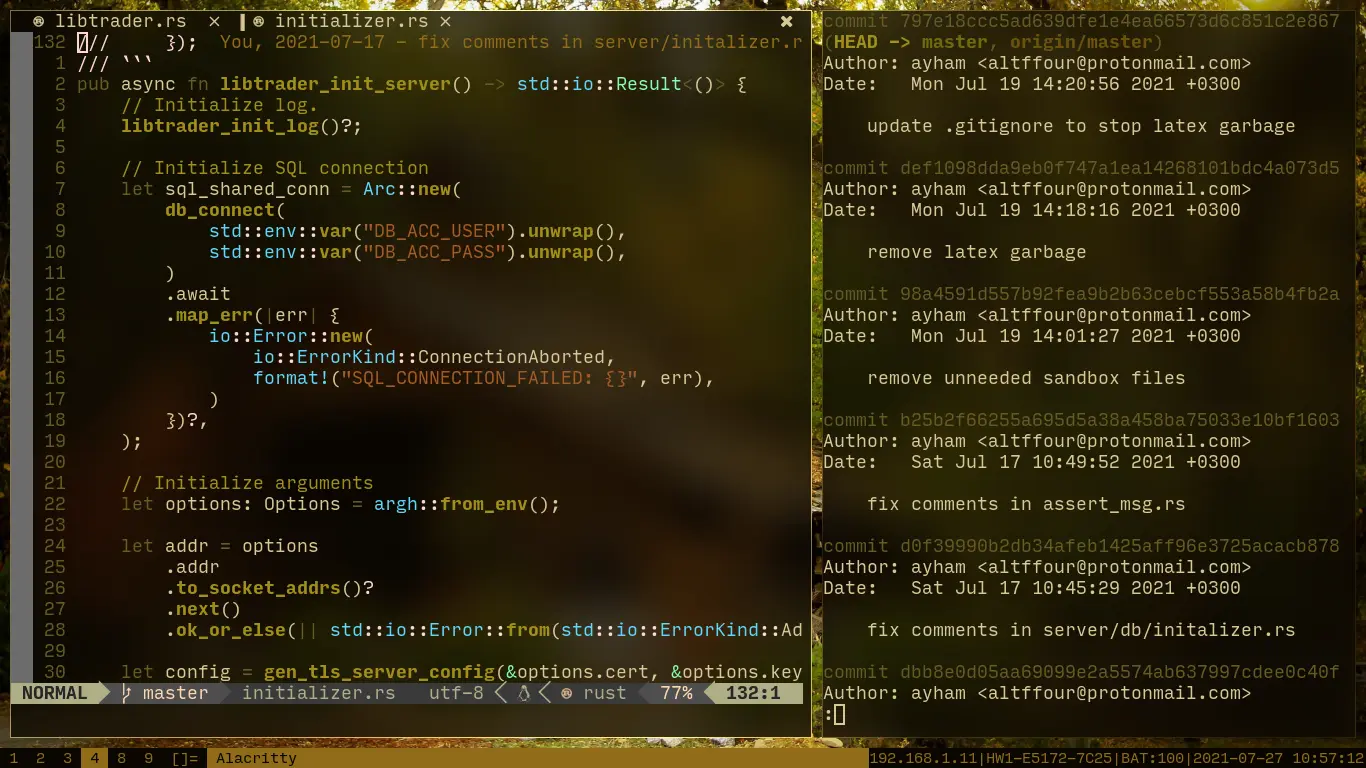 libtrader.rs × initializer.rs × ✖
132 /// }); You, 2021-07-17 - fix comments in server/initalizer.r
1 /// ```
2 pub async fn libtrader_init_server() -> std::io::Result<()> {
3 // Initialize log.
4 libtrader_init_log()?;
5
6 // Initialize SQL connection
7 let sql_shared_conn = Arc::new(
8 db_connect(
9 std::env::var("DB_ACC_USER").unwrap(),
10 std::env::var("DB_ACC_PASS").unwrap(),
11 )
12 .await
13 .map_err(|err| {
14 io::Error::new(
15 io::ErrorKind::ConnectionAborted,
16 format!("SQL_CONNECTION_FAILED: {}", err),
17 )
18 })?,
19 );
20
21 // Initialize arguments
22 let options: Options = argh::from_env();
23
24 let addr = options
25 .addr
26 .to_socket_addrs()?
27 .next()
28 .ok_or_else(|| std::io::Error::from(std::io::ErrorKind::Ad
29
30 let config = gen_tls_server_config(&options.cert, &options.key
NORMAL master initializer.rs utf-8 rust 77% 132:1
commit 797e18ccc5ad639dfe1e4ea66573d6c851c2e867
(HEAD -> master, origin/master)
Author: ayham <altffour@protonmail.com>
Date: Mon Jul 19 14:20:56 2021 +0300
update .gitignore to stop latex garbage
commit def1098dda9eb0f747a1ea14268101bdc4a073d5
Author: ayham <altffour@protonmail.com>
Date: Mon Jul 19 14:18:16 2021 +0300
remove latex garbage
commit 98a4591d557b92fea9b2b63cebcf553a58b4fb2a
Author: ayham <altffour@protonmail.com>
Date: Mon Jul 19 14:01:27 2021 +0300
remove unneeded sandbox files
commit b25b2f66255a695d5a38a458ba75033e10bf1603
Author: ayham <altffour@protonmail.com>
Date: Sat Jul 17 10:49:52 2021 +0300
fix comments in assert_msg.rs
commit d0f39990b2db34afeb1425aff96e3725acacb878
Author: ayham <altffour@protonmail.com>
Date: Sat Jul 17 10:45:29 2021 +0300
fix comments in server/db/initalizer.rs
commit dbb8e0d05aa69099e2a5574ab637997cdee0c40f
Author: ayham <altffour@protonmail.com>
:
1 2 3 4 8 9 []= Alacritty 192.168.1.11|HW1-E5172-7C25|BAT:100|2021-07-27 10:57:12